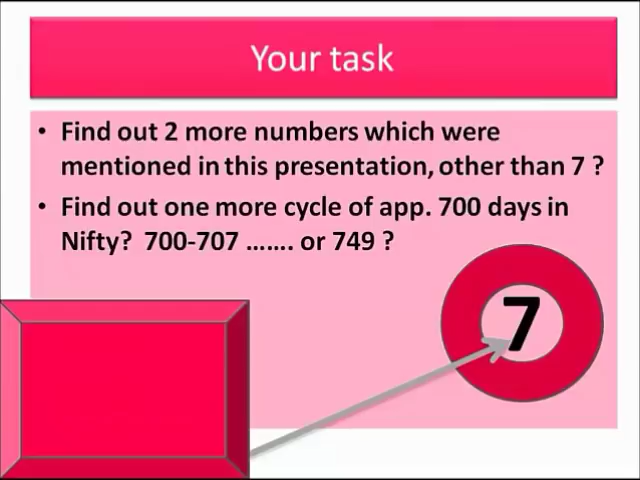 Your task
• Find out 2 more numbers which were
mentioned in this presentation, other than 7 ?
• Find out one more cycle of app. 700 days in
Nifty? 700-707 ……. or 749 ?
7